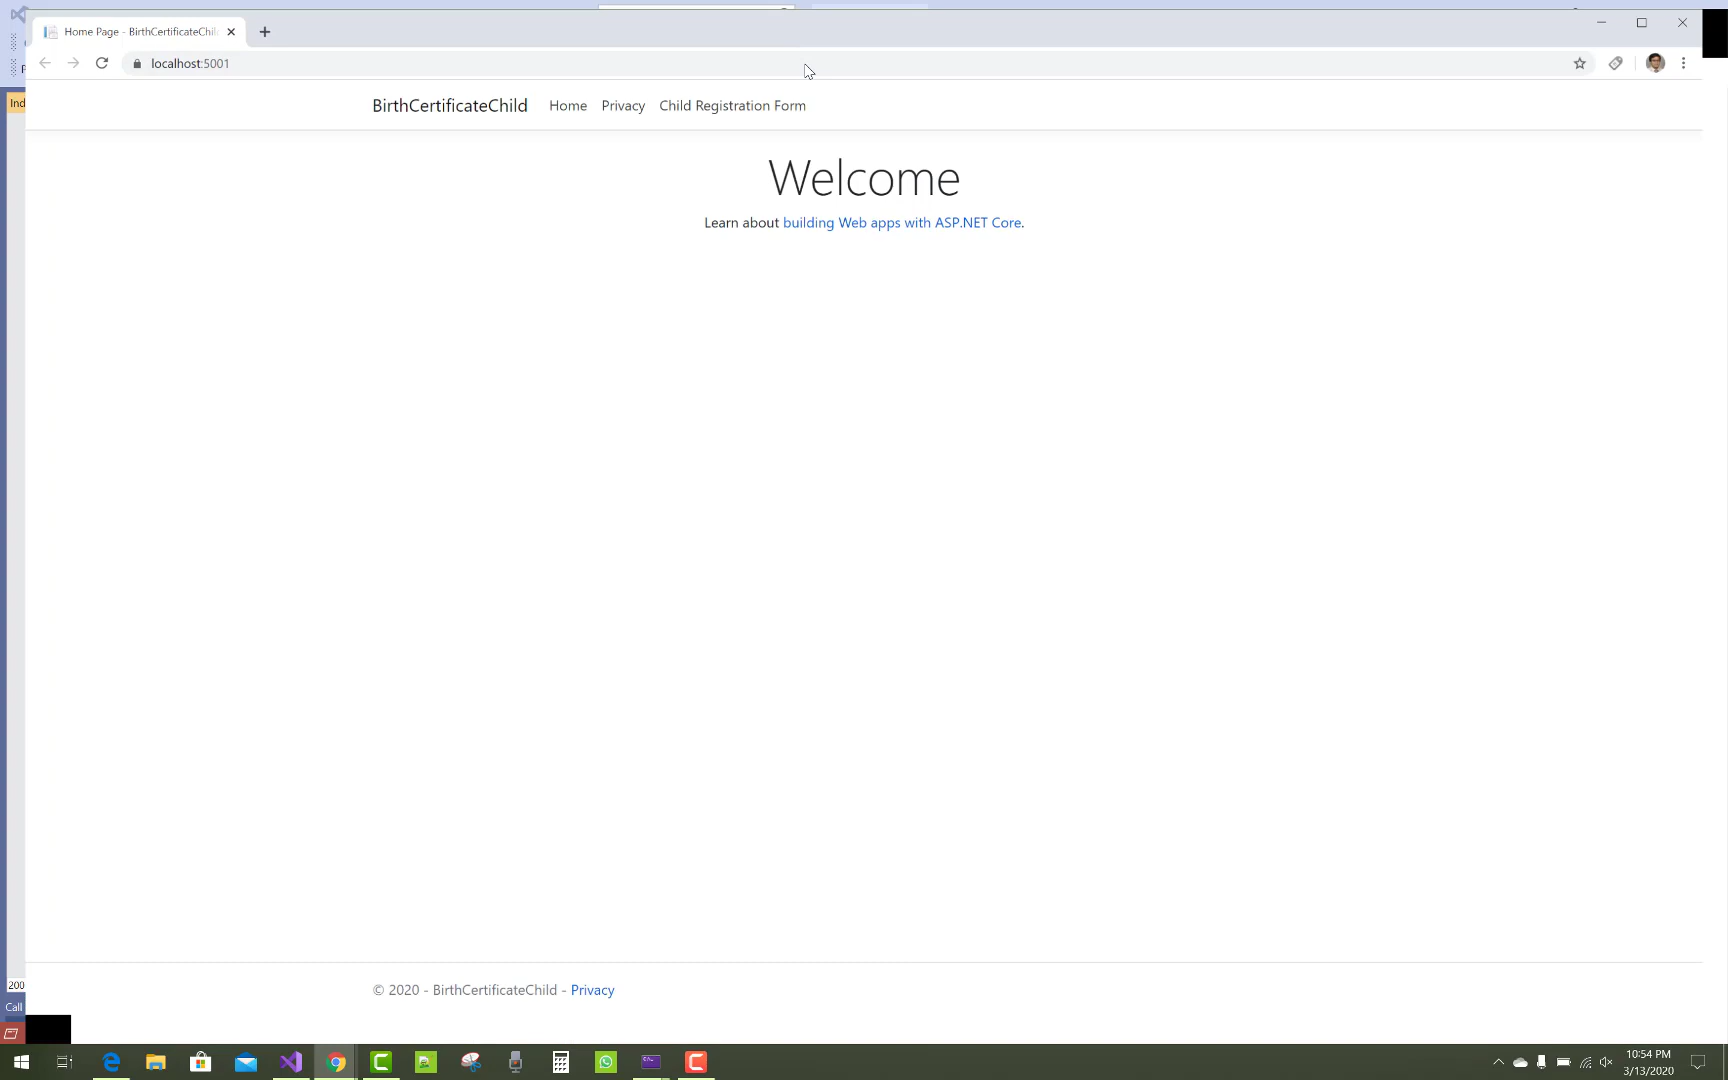 Home Page - BirthCertificateChil
localhost:5001
Ind
BirthCertificateChild Home Privacy Child Registration Form
Welcome
Learn about building Web apps with ASP.NET Core.
200
© 2020 - BirthCertificateChild - Privacy
Call
10:54 PM
3/13/2020